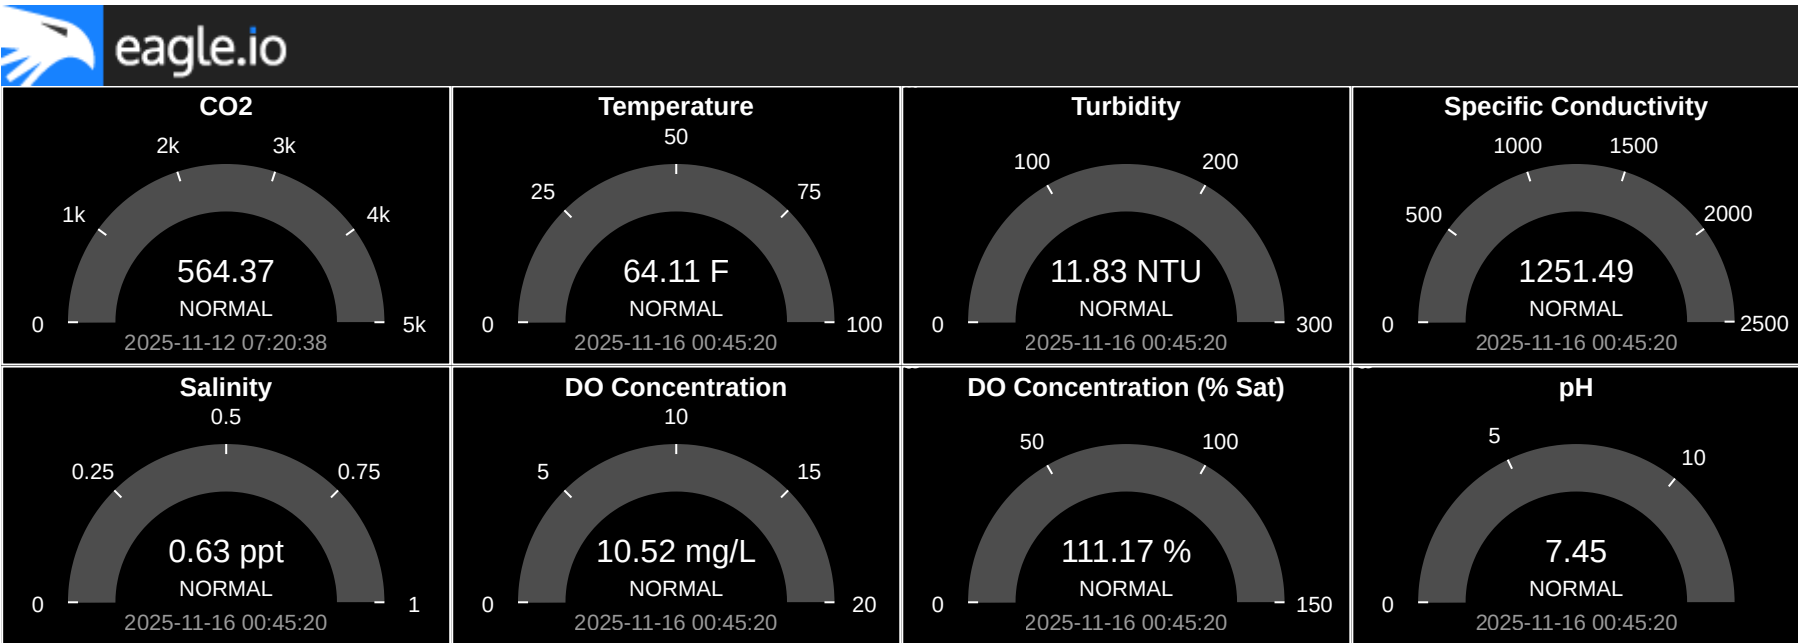 eagle.io
CO2
2k
3k
1k
4k
564.37
NORMAL
0
5k
2025-11-12 07:20:38
Temperature
50
25
75
64.11 F
NORMAL
0
100
2025-11-16 00:45:20
Turbidity
100
200
11.83 NTU
NORMAL
0
300
2025-11-16 00:45:20
Specific Conductivity
1000
1500
500
2000
1251.49
NORMAL
0
2500
2025-11-16 00:45:20
Salinity
0.5
0.25
0.75
0.63 ppt
NORMAL
0
1
2025-11-16 00:45:20
DO Concentration
10
5
15
10.52 mg/L
NORMAL
0
20
2025-11-16 00:45:20
DO Concentration (% Sat)
50
100
111.17 %
NORMAL
0
150
2025-11-16 00:45:20
pH
5
10
7.45
NORMAL
0
2025-11-16 00:45:20